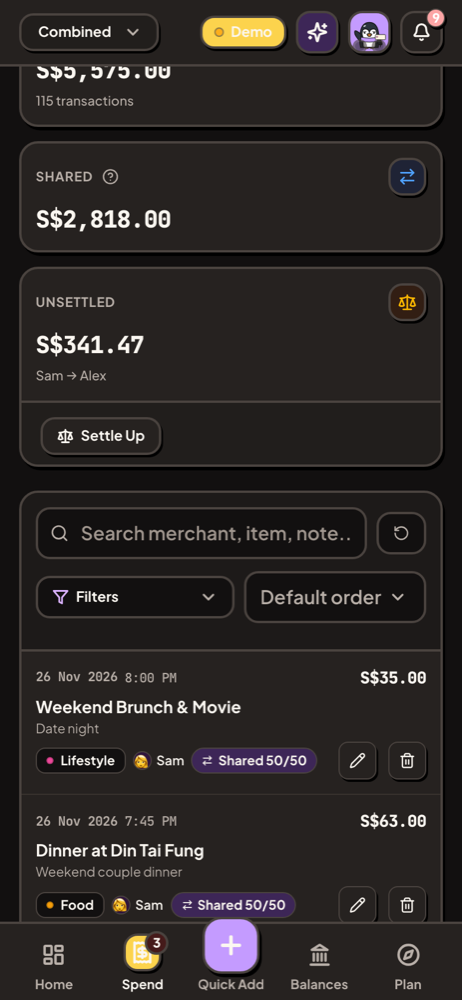 Combined
Demo
9
S$5,575.00
115 transactions
SHARED
S$2,818.00
UNSETTLED
S$341.47
Sam → Alex
Settle Up
Search merchant, item, note..
Filters
Default order
26 Nov 2026 8:00 PM
S$35.00
Weekend Brunch & Movie
Date night
Lifestyle
Sam
Shared 50/50
26 Nov 2026 7:45 PM
S$63.00
Dinner at Din Tai Fung
Weekend couple dinner
Food
Sam
Shared 50/50
3
Home
Spend
Quick Add
Balances
Plan